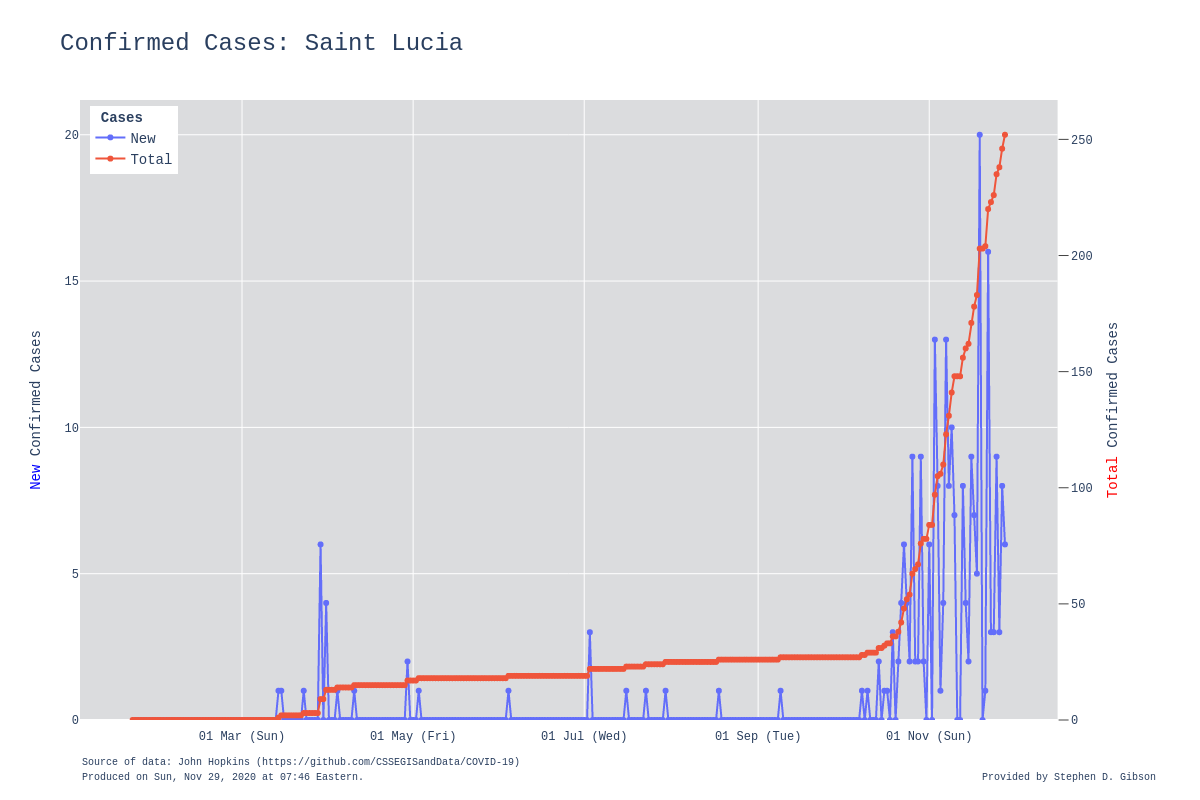 Confirmed Cases: Saint Lucia
Cases
New
Total
20
15
10
5
0
250
200
150
100
50
0
New Confirmed Cases
Total Confirmed Cases
01 Mar (Sun)
01 May (Fri)
01 Jul (Wed)
01 Sep (Tue)
01 Nov (Sun)
Source of data: John Hopkins (https://github.com/CSSEGISandData/COVID-19)
Produced on Sun, Nov 29, 2020 at 07:46 Eastern.
Provided by Stephen D. Gibson